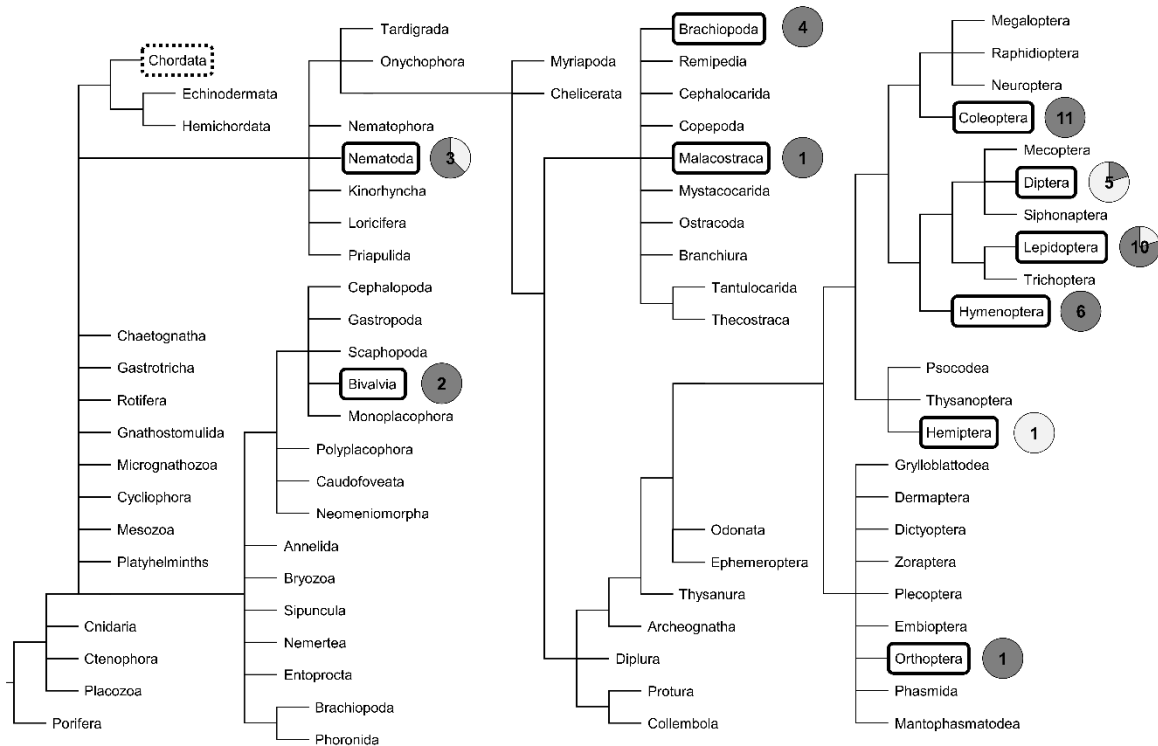 Chordata
Echinodermata
Hemichordata
Chaetognatha
Gastrotricha
Rotifera
Gnathostomulida
Micrognathozoa
Cycliophora
Mesozoa
Platyhelminths
Cnidaria
Ctenophora
Placozoa
Porifera
Tardigrada
Onychophora
Nematophora
Nematoda 3
Kinorhyncha
Loricifera
Priapulida
Cephalopoda
Gastropoda
Scaphopoda
Bivalvia 2
Monoplacophora
Polyplacophora
Caudofoveata
Neomeniomorpha
Annelida
Bryozoa
Sipuncula
Nemertea
Entoprocta
Brachiopoda
Phoronida
Myriapoda
Chelicerata
Brachiopoda 4
Remipedia
Cephalocarida
Copepoda
Malacostraca 1
Mystacocarida
Ostracoda
Branchiura
Tantulocarida
Thecostraca
Odonata
Ephemeroptera
Thysanura
Archeognatha
Diplura
Protura
Collembola
Megaloptera
Raphidioptera
Neuroptera
Coleoptera 11
Mecoptera
Diptera 5
Siphonaptera
Lepidoptera 10
Trichoptera
Hymenoptera 6
Psocodea
Thysanoptera
Hemiptera 1
Grylloblattodea
Dermaptera
Dictyoptera
Zoraptera
Plecoptera
Embioptera
Orthoptera 1
Phasmida
Mantophasmatodea